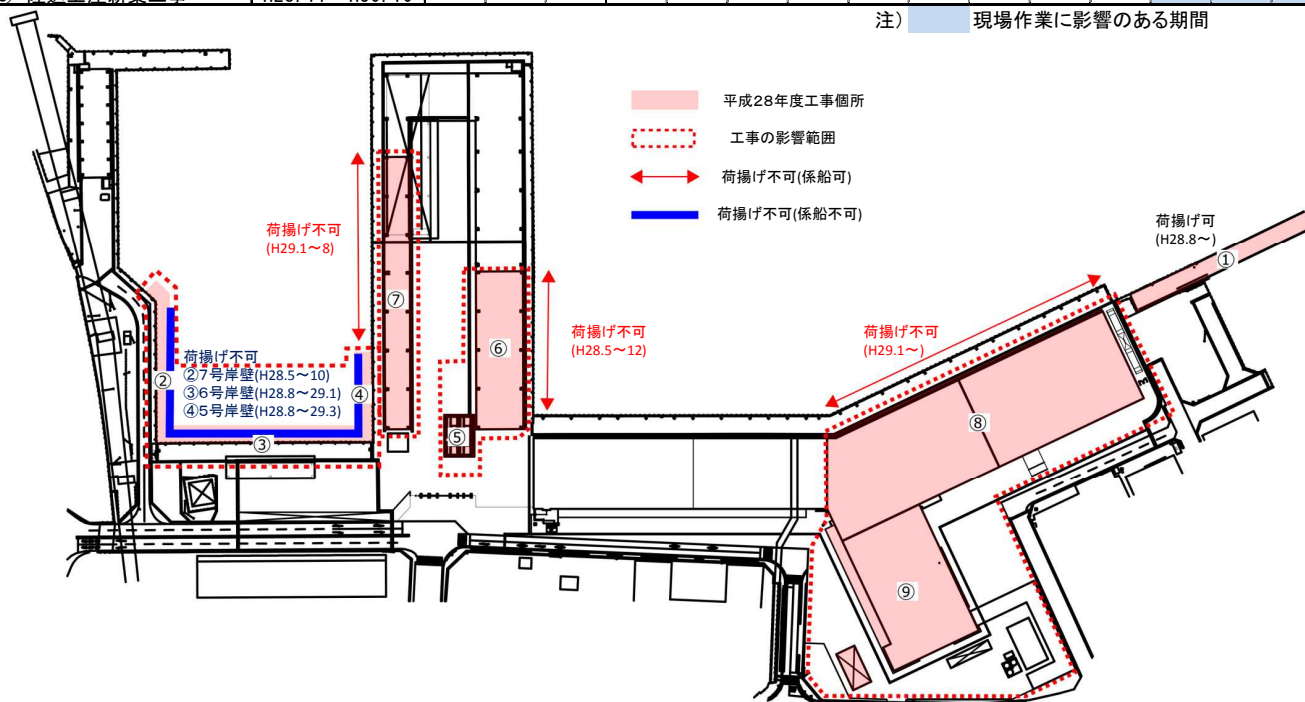 注) 現場作業に影響のある期間
平成28年度工事個所
工事の影響範囲
荷揚げ不可(係船可)
荷揚げ不可(係船不可)
荷揚げ可
(H28.8～)
①
荷揚げ不可
(H29.1～8)
⑦
⑥
荷揚げ不可
(H28.5～12)
荷揚げ不可
(H29.1～)
荷揚げ不可
②7号岸壁(H28.5～10)
③6号岸壁(H28.8～29.1)
④5号岸壁(H28.8～29.3)
②
④
③
⑤
⑧
⑨